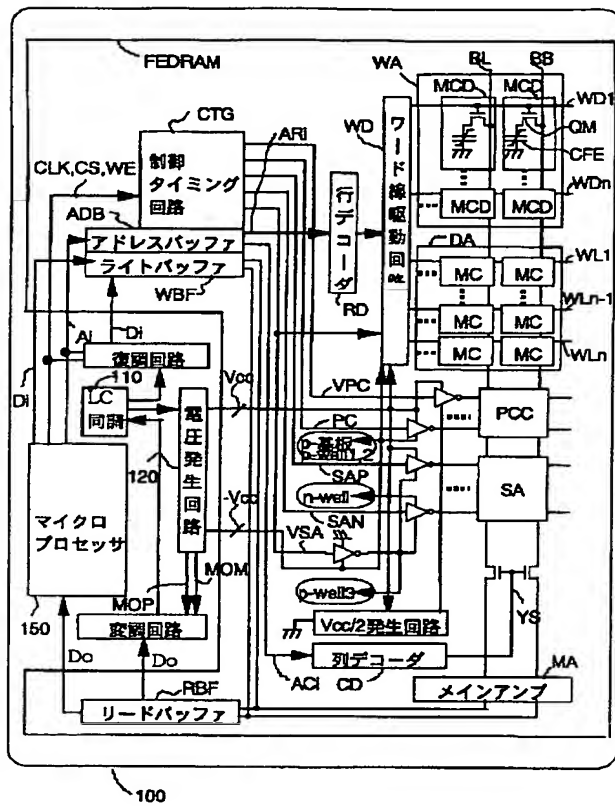 FEDRAM
WA
BL
BB
CTG
MCD
MCD
WD1
WD
ワード線駆動回路
QM
CFE
CLK,CS,WE
制御
タイミング
回路
ARi
行デコーダ
RD
ADB
アドレスバッファ
ライトバッファ
WBF
WDn
MCD
MCD
DA
MC
MC
WL1
MC
MC
WLn-1
MC
MC
WLn
Di
Ai
Di
復調回路
110
LC
同調
Vcc
電圧発生回路
120
VPC
PC
PCC
p-基板
SAP
n-well
SAN
SA
-Vcc
VSA
マイクロ
プロセッサ
150
MOM
MOP
p-well3
Vcc/2発生回路
YS
変調回路
Do
Do
ACi
列デコーダ
CD
MA
メインアンプ
RBF
リードバッファ
100